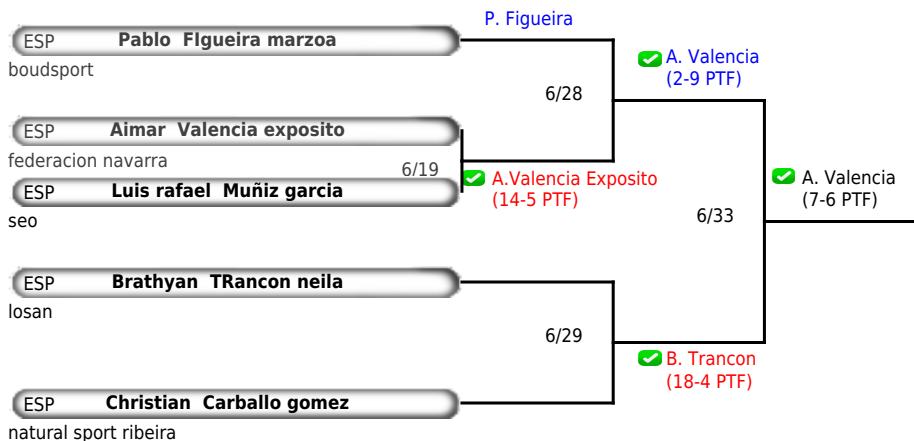 P. Figueira
ESP Pablo FIgueira marzoa
boudsport
A. Valencia
(2-9 PTF)
6/28
ESP Aimar Valencia exposito
federacion navarra
6/19
A.Valencia Exposito
(14-5 PTF)
ESP Luis rafael Muñiz garcia
seo
A. Valencia
(7-6 PTF)
6/33
ESP Brathyan TRancon neila
losan
6/29
B. Trancon
(18-4 PTF)
ESP Christian Carballo gomez
natural sport ribeira